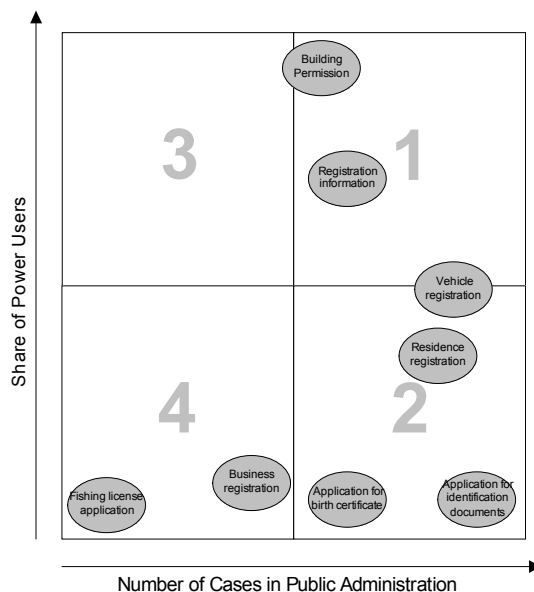 Building
Permission
3
1
Registration
information
Share of Power Users
Vehicle
registration
Residence
registration
4
2
Business
registration
Fishing license
application
Application for
birth certificate
Application for
identification
documents
Number of Cases in Public Administration